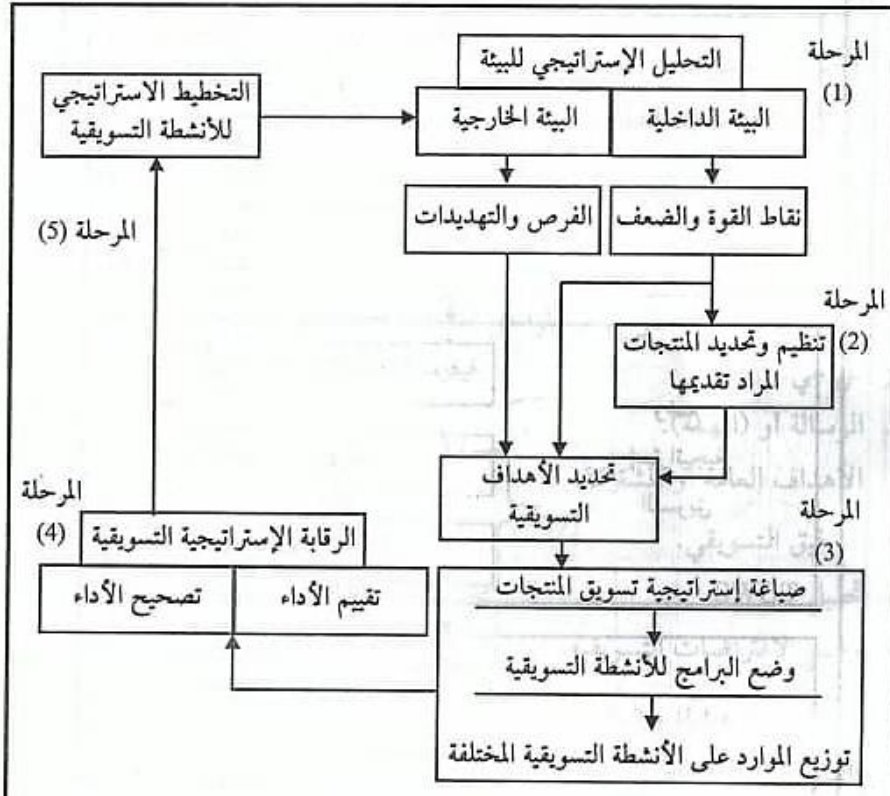 المرحلة
(1)
التحليل الإستراتيجي للبيئة
البيئة الداخلية
البيئة الخارجية
التخطيط الاستراتيجي
للأنشطة التسويقية
نقاط القوة والضعف
الفرص والتهديدات
المرحلة (5)
المرحلة
(2)
تنظيم وتحديد المنتجات
المراد تقديمها
تحديد الأهداف
التسويقية
المرحلة
(3)
المرحلة
(4)
الرقابة الإستراتيجية التسويقية
تقييم الأداء
تصحيح الأداء
صياغة إستراتيجية تسويق المنتجات
وضع البرامج للأنشطة التسويقية
توزيع الموارد على الأنشطة التسويقية المختلفة